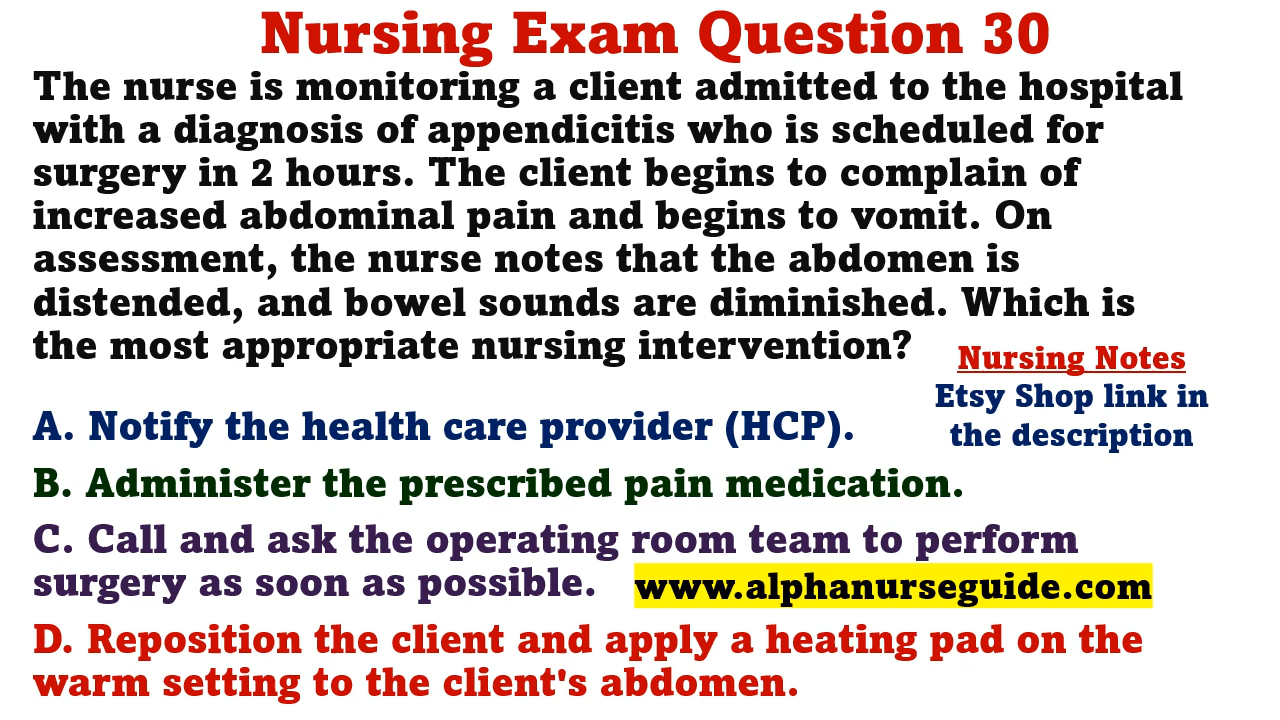 Nursing Exam Question 30
The nurse is monitoring a client admitted to the hospital
with a diagnosis of appendicitis who is scheduled for
surgery in 2 hours. The client begins to complain of
increased abdominal pain and begins to vomit. On
assessment, the nurse notes that the abdomen is
distended, and bowel sounds are diminished. Which is
the most appropriate nursing intervention?
Nursing Notes
Etsy Shop link in
the description
A. Notify the health care provider (HCP).
B. Administer the prescribed pain medication.
C. Call and ask the operating room team to perform
surgery as soon as possible.
www.alphanurseguide.com
D. Reposition the client and apply a heating pad on the
warm setting to the client's abdomen.